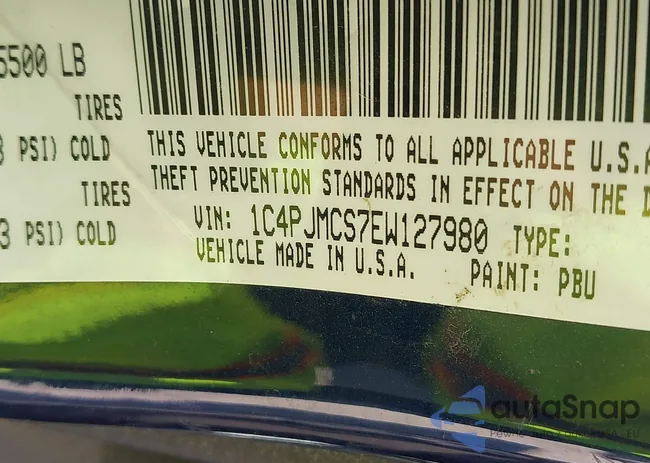 5500 LB
TIRES
PSI) COLD
TIRES
3 PSI) COLD
THIS VEHICLE CONFORMS TO ALL APPLICABLE U.S.A
THEFT PREVENTION STANDARDS IN EFFECT ON THE D
VIN: 1C4PJMCS7EW127980 TYPE:
VEHICLE MADE IN U.S.A. PAINT: PBU
autoSnap